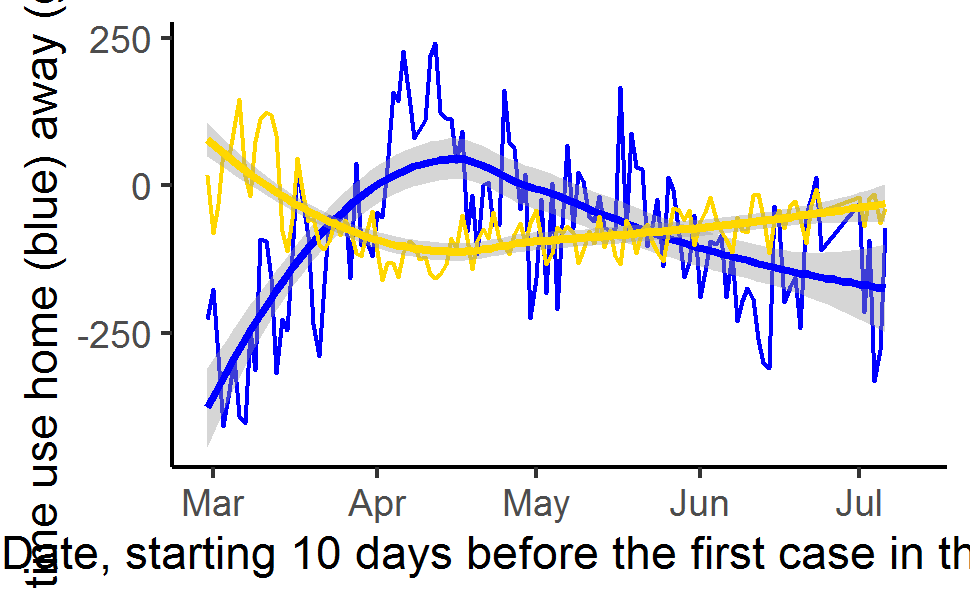 time use home (blue) away (
250
0
-250
Mar Apr May Jun Jul
Date, starting 10 days before the first case in th